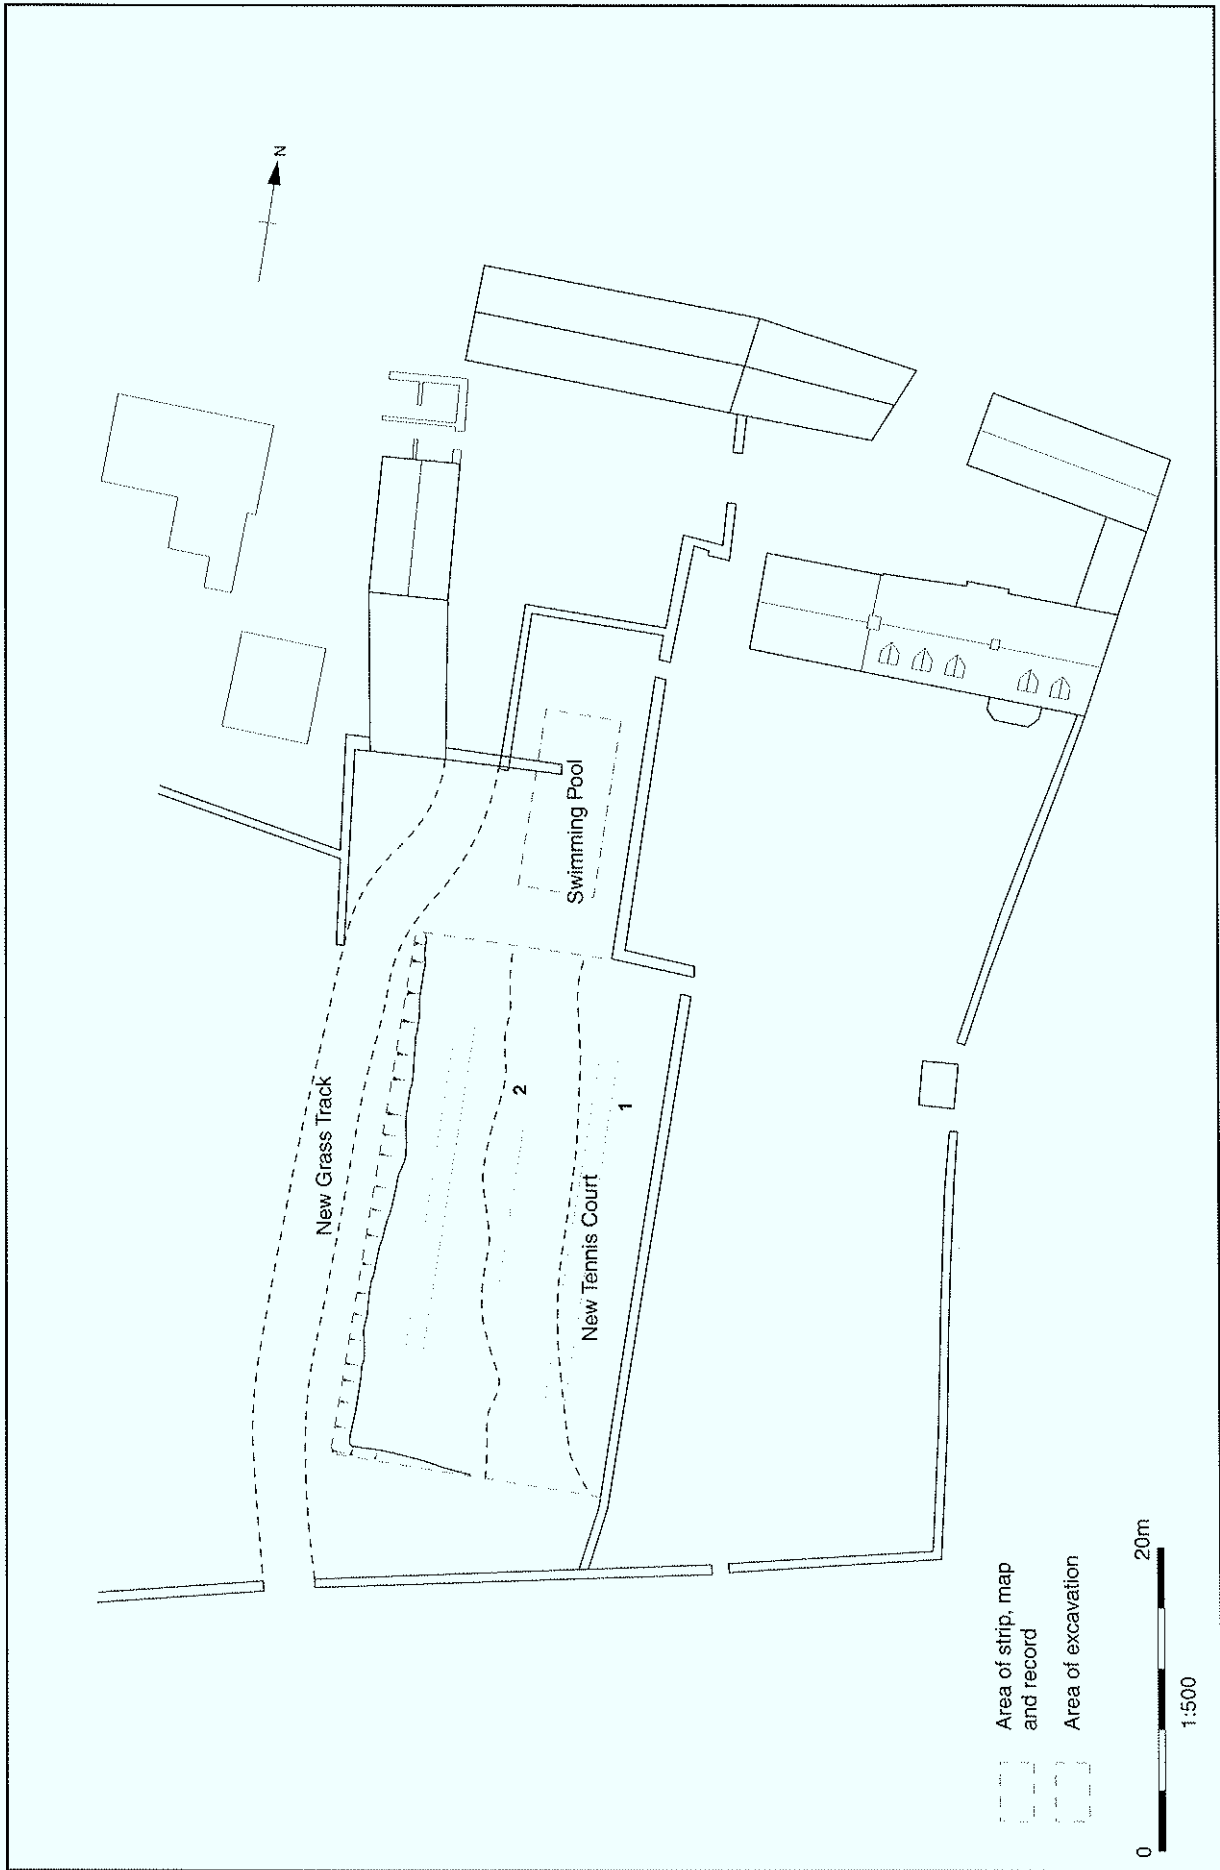 N
New Grass Track
Swimming Pool
2
1
New Tennis Court
Area of strip, map
and record
Area of excavation
0
20m
1:500